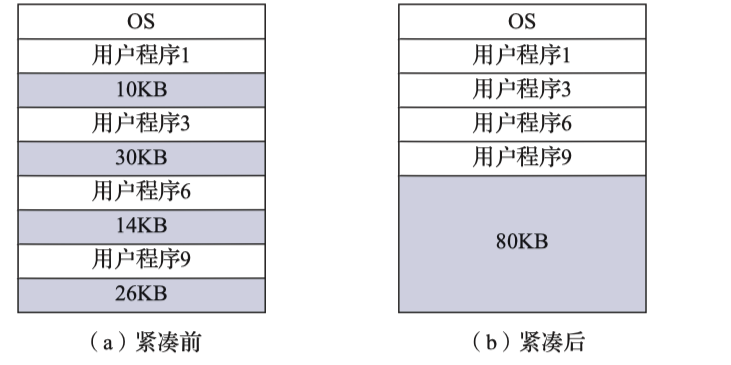 OS
用户程序1
10KB
用户程序3
30KB
用户程序6
14KB
用户程序9
26KB
（a）紧凑前
OS
用户程序1
用户程序3
用户程序6
用户程序9
80KB
（b）紧凑后